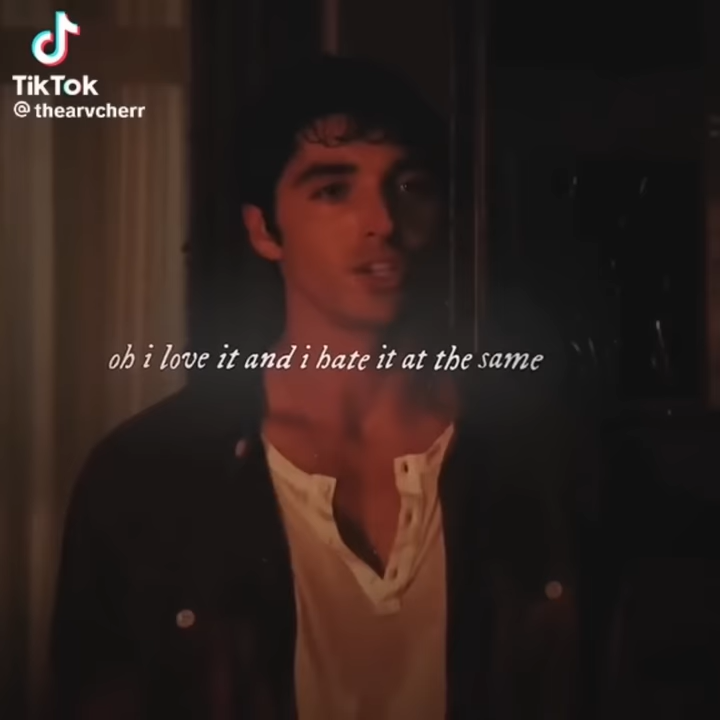 TikTok
@thearvcherr
oh i love it and i hate it at the same